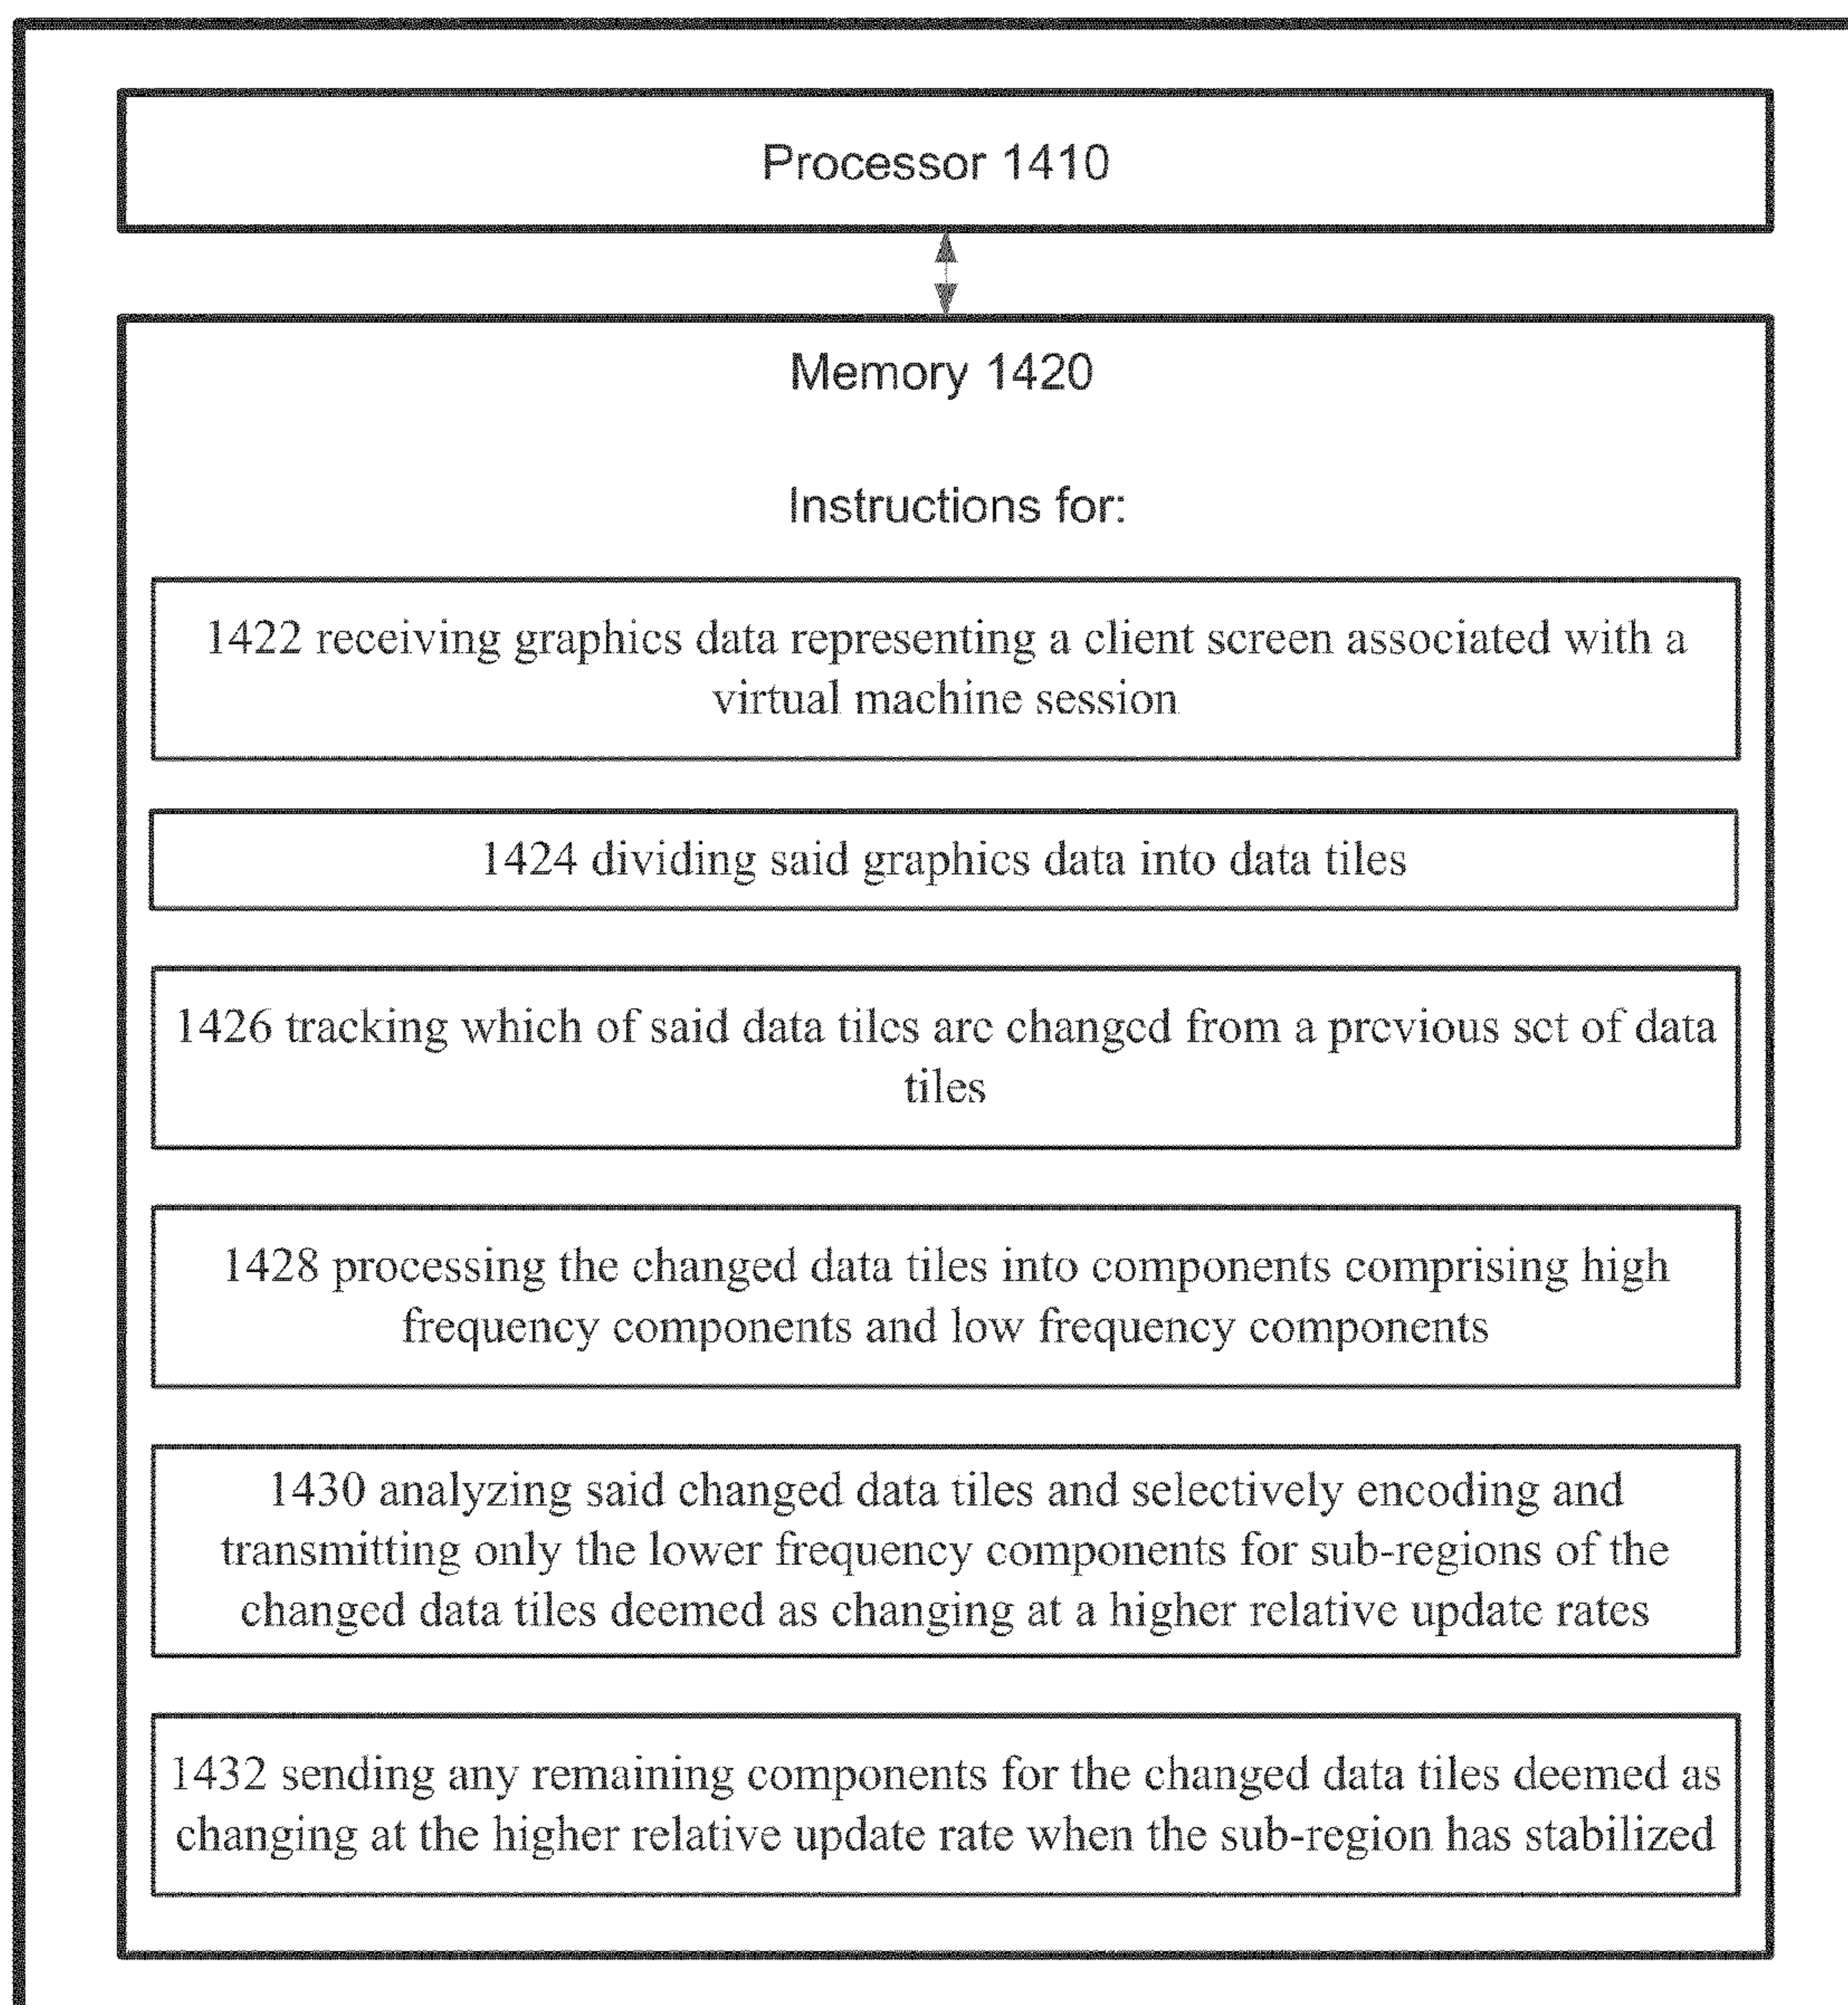 Processor 1410
Memory 1420
Instructions for:
1422 receiving graphics data representing a client screen associated with a
virtual machine session
1424 dividing said graphics data into data tiles
1426 tracking which of said data tiles are changed from a previous set of data
tiles
1428 processing the changed data tiles into components comprising high
frequency components and low frequency components
1430 analyzing said changed data tiles and selectively encoding and
transmitting only the lower frequency components for sub-regions of the
changed data tiles deemed as changing at a higher relative update rates
1432 sending any remaining components for the changed data tiles deemed as
changing at the higher relative update rate when the sub-region has stabilized